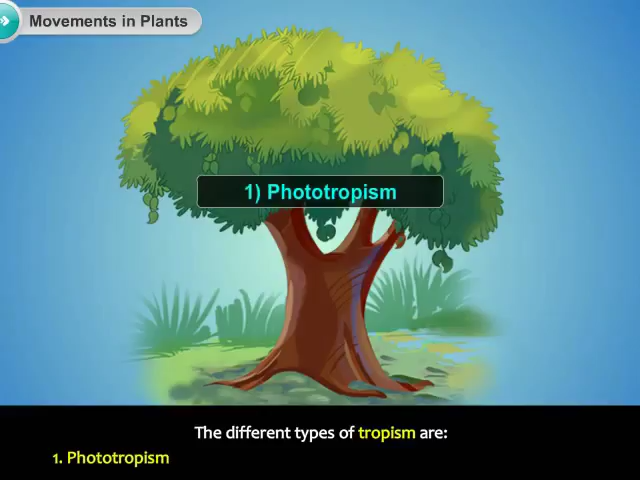 Movements in Plants
1) Phototropism
The different types of tropism are:
1. Phototropism